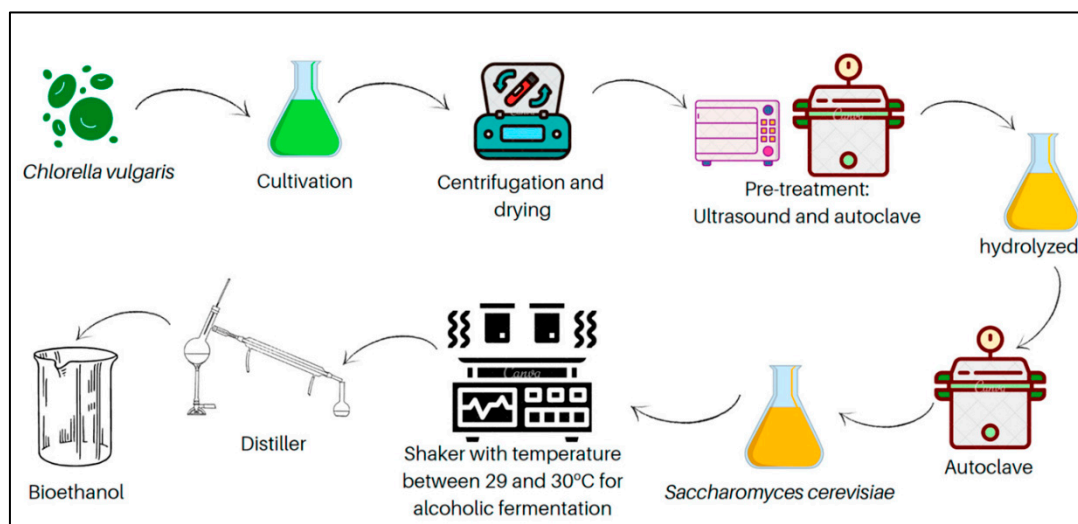 Chlorella vulgaris
Cultivation
Centrifugation and
drying
Pre-treatment:
Ultrasound and autoclave
hydrolyzed
Autoclave
Saccharomyces cerevisiae
Canva
Shaker with temperature
between 29 and 30ºC for
alcoholic fermentation
Distiller
Bioethanol